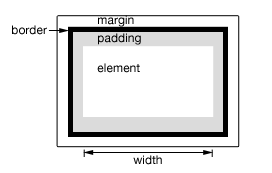 margin
border
padding
element
width